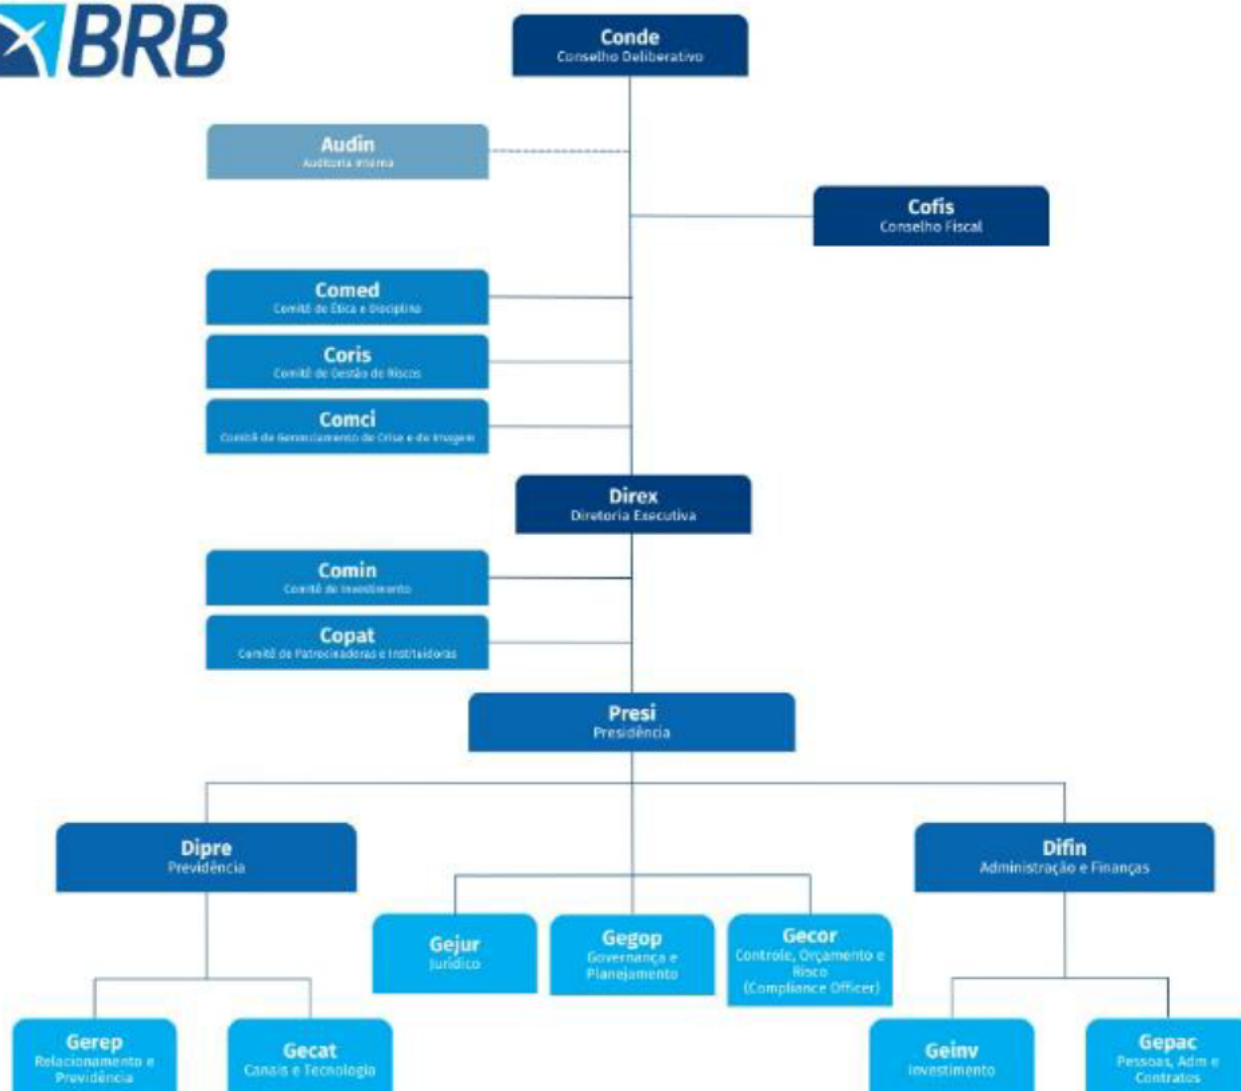 BRB
Conde
Conselho Deliberativo
Audin
Auditoria Interna
Cofis
Conselho Fiscal
Comed
Comitê de Ética e Disciplina
Coris
Comitê de Gestão de Riscos
Comci
Comitê de Gerenciamento de Crise e de Imagem
Direx
Diretoria Executiva
Comin
Comitê de Investimento
Copat
Comitê de Patrocinadoras e Instituidoras
Presi
Presidência
Dipre
Previdência
Difin
Administração e Finanças
Gejur
Jurídico
Gegop
Governança e
Planejamento
Gecor
Controle, Orçamento e
Risco
(Compliance Officer)
Gerep
Relacionamento e
Previdência
Gecat
Canais e Tecnologia
Geinv
Investimento
Gepac
Pessoas, Adm e
Contratos